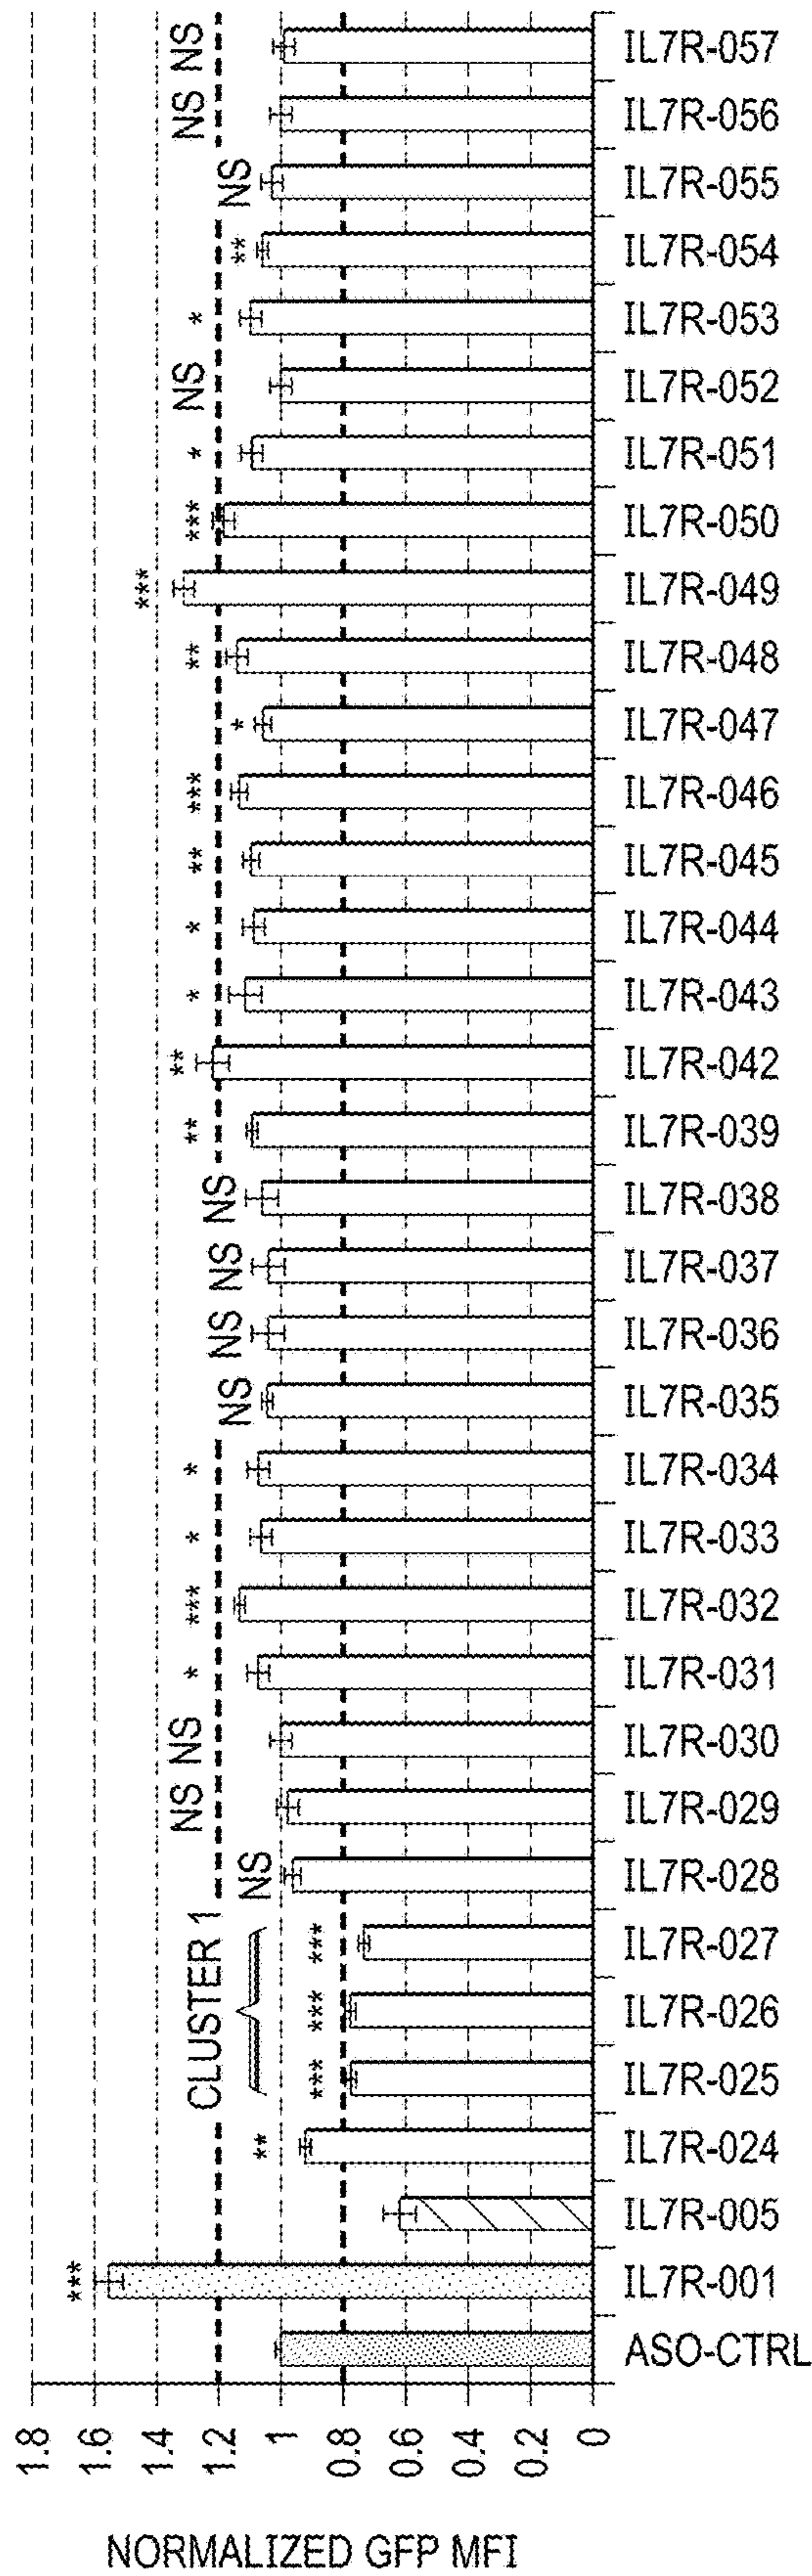 NORMALIZED GFP MFI
1.8
1.6
1.4
1.2
1
0.8
0.6
0.4
0.2
0
***
**
***
***
***
CLUSTER 1
NS
NS
NS
*
***
*
*
NS
NS
NS
NS
**
**
*
*
**
***
*
**
***
***
*
NS
*
**
NS
NS
NS
ASO-CTRL
IL7R-001
IL7R-005
IL7R-024
IL7R-025
IL7R-026
IL7R-027
IL7R-028
IL7R-029
IL7R-030
IL7R-031
IL7R-032
IL7R-033
IL7R-034
IL7R-035
IL7R-036
IL7R-037
IL7R-038
IL7R-039
IL7R-042
IL7R-043
IL7R-044
IL7R-045
IL7R-046
IL7R-047
IL7R-048
IL7R-049
IL7R-050
IL7R-051
IL7R-052
IL7R-053
IL7R-054
IL7R-055
IL7R-056
IL7R-057